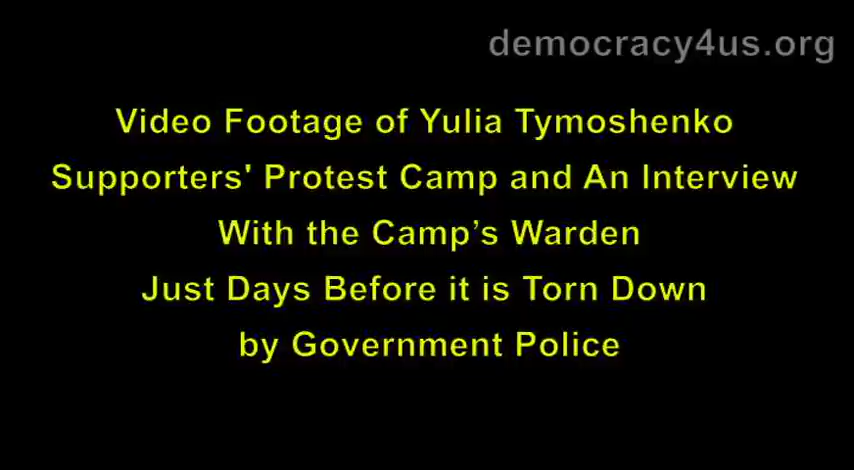 democracy4us.org
Video Footage of Yulia Tymoshenko
Supporters' Protest Camp and An Interview
With the Camp’s Warden
Just Days Before it is Torn Down
by Government Police